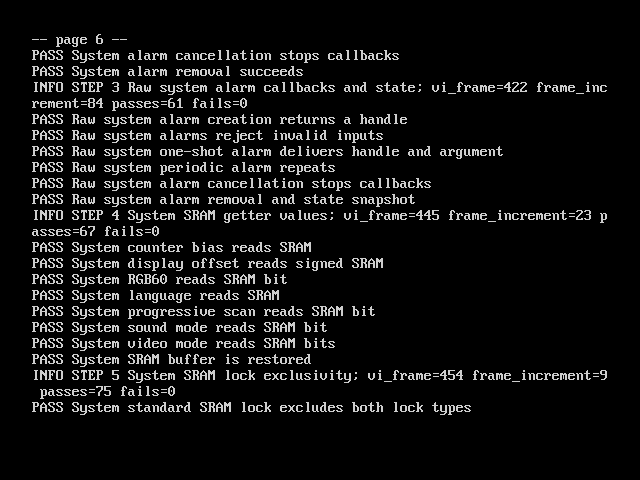 -- page 6 --
PASS System alarm cancellation stops callbacks
PASS System alarm removal succeeds
INFO STEP 3 Raw system alarm callbacks and state; vi_frame=422 frame_inc
rement=84 passes=61 fails=0
PASS Raw system alarm creation returns a handle
PASS Raw system alarms reject invalid inputs
PASS Raw system one-shot alarm delivers handle and argument
PASS Raw system periodic alarm repeats
PASS Raw system alarm cancellation stops callbacks
PASS Raw system alarm removal and state snapshot
INFO STEP 4 System SRAM getter values; vi_frame=445 frame_increment=23 p
asses=67 fails=0
PASS System counter bias reads SRAM
PASS System display offset reads signed SRAM
PASS System RGB60 reads SRAM bit
PASS System language reads SRAM
PASS System progressive scan reads SRAM bit
PASS System sound mode reads SRAM bit
PASS System video mode reads SRAM bits
PASS System SRAM buffer is restored
INFO STEP 5 System SRAM lock exclusivity; vi_frame=454 frame_increment=9
 passes=75 fails=0
PASS System standard SRAM lock excludes both lock types